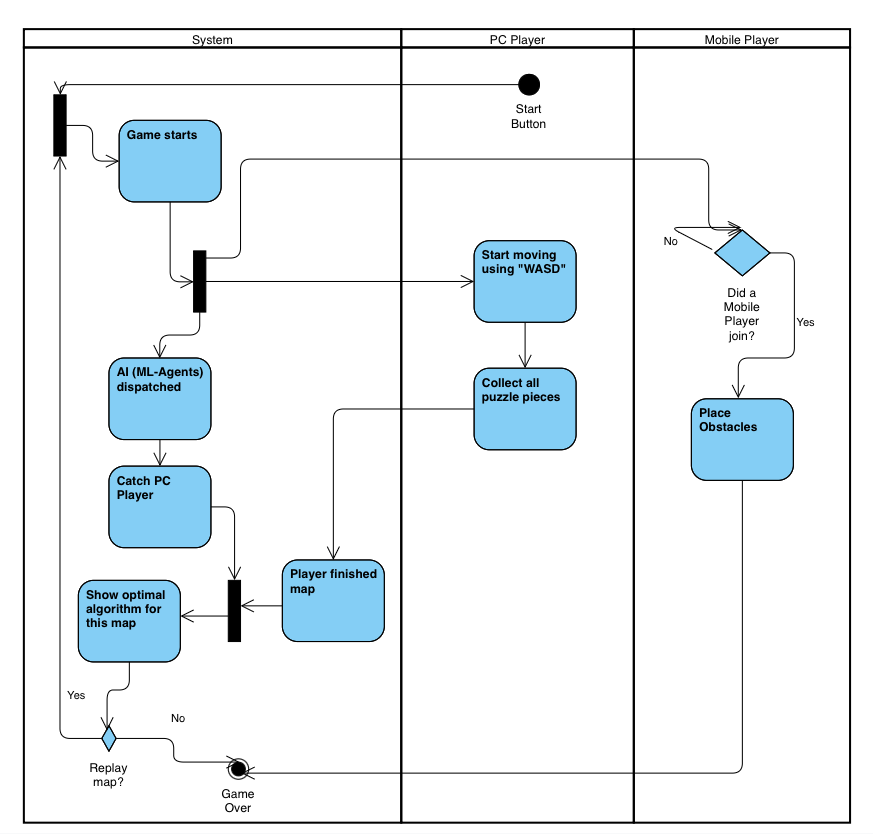 System
PC Player
Mobile Player
Start
Button
Game starts
No
Start moving
using "WASD"
Did a
Mobile
Player
join?
Yes
AI (ML-Agents)
dispatched
Collect all
puzzle pieces
Place
Obstacles
Catch PC
Player
Player finished
map
Show optimal
algorithm for
this map
Yes
No
Replay
map?
Game
Over